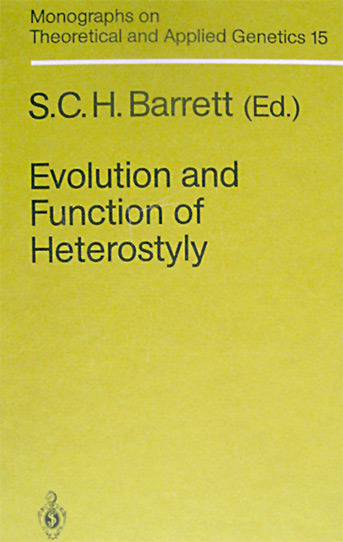 Monographs on
Theoretical and Applied Genetics 15
S.C.H. Barrett (Ed.)
Evolution and
Function of
Heterostyly